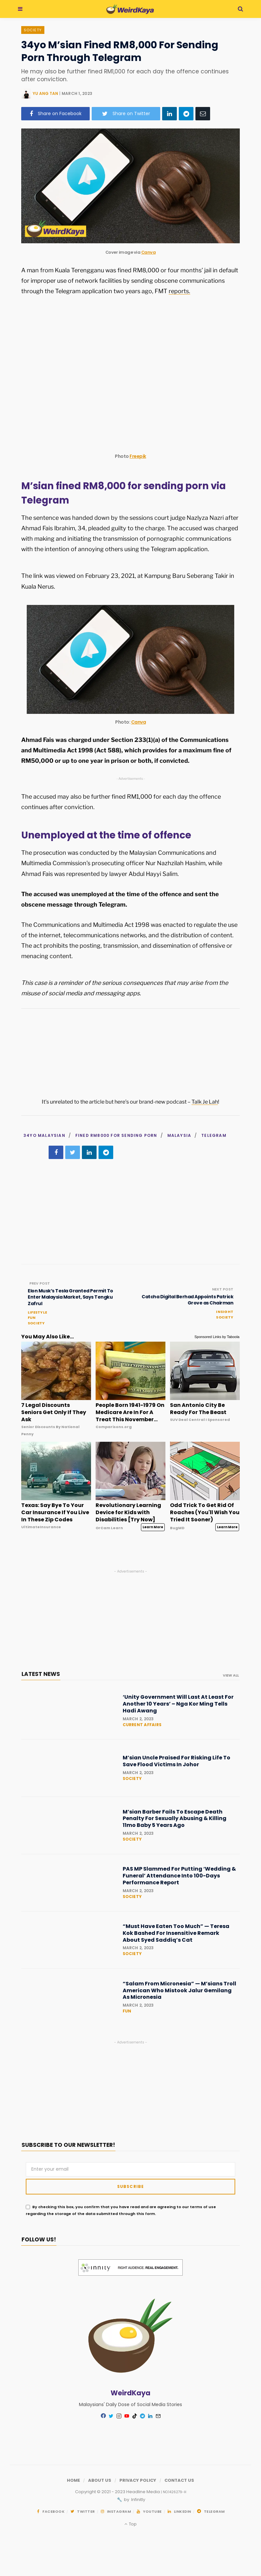 WeirdKaya
SOCIETY
34yo M’sian Fined RM8,000 For Sending
Porn Through Telegram
He may also be further fined RM1,000 for each day the offence continues
after conviction.
MARCH 1, 2023
Share on Facebook
Share on Twitter
WeirdKaya
Cover image via Canva
A man from Kuala Terengganu was fined RM8,000 or four months’ jail in default
for improper use of network facilities by sending obscene communications
through the Telegram application two years ago, FMT reports.
Photo: Freepik
M’sian fined RM8,000 for sending porn via
Telegram
The sentence was handed down by the sessions court judge Nazlyza Nazri after
Ahmad Fais Ibrahim, 34, pleaded guilty to the charge. The accused was charged
with making and initiating the transmission of pornographic communications
with the intention of annoying others using the Telegram application.
The link was viewed on February 23, 2021, at Kampung Baru Seberang Takir in
Kuala Nerus.
Photo: Canva
Ahmad Fais was charged under Section 233(1)(a) of the Communications
and Multimedia Act 1998 (Act 588), which provides for a maximum fine of
RM50,000 or up to one year in prison or both, if convicted.
- Advertisements -
The accused may also be further fined RM1,000 for each day the offence
continues after conviction.
Unemployed at the time of offence
The prosecution was conducted by the Malaysian Communications and
Multimedia Commission’s prosecuting officer Nur Nazhzilah Hashim, while
Ahmad Fais was represented by lawyer Abdul Hayyi Salim.
The accused was unemployed at the time of the offence and sent the
obscene message through Telegram.
The Communications and Multimedia Act 1998 was enacted to regulate the use
of the internet, telecommunications networks, and the distribution of content.
The act prohibits the posting, transmission, and dissemination of offensive or
menacing content.
This case is a reminder of the serious consequences that may arise from the
misuse of social media and messaging apps.
It’s unrelated to the article but here’s our brand-new podcast – Talk Je Lah!
34YO MALAYSIAN / FINED RM8000 FOR SENDING PORN / MALAYSIA / TELEGRAM
PREV POST
Elon Musk’s Tesla Granted Permit To
Enter Malaysia Market, Says Tengku
Zafrul
LIFESTYLE
FUN
SOCIETY
NEXT POST
Catcha Digital Berhad Appoints Patrick
Grove as Chairman
INSIGHT
SOCIETY
You May Also Like...
Sponsored Links by Taboola
7 Legal Discounts
Seniors Get Only If They
Ask
Senior Discounts By National
Penny
People Born 1941-1979 On
Medicare Are In For A
Treat This November...
Comparisons.org
San Antonio City Be
Ready For The Beast
SUV Deal Central | Sponsored
Texas: Say Bye To Your
Car Insurance If You Live
In These Zip Codes
Revolutionary Learning
Device for Kids with
Disabilities [Try Now]
Learn More
Odd Trick To Get Rid Of
Roaches (You'll Wish You
Tried It Sooner)
BugMD
Learn More
- Advertisements -
LATEST NEWS
VIEW ALL
‘Unity Government Will Last At Least For
Another 10 Years’ – Nga Kor Ming Tells
Hadi Awang
MARCH 2, 2023
CURRENT AFFAIRS
M’sian Uncle Praised For Risking Life To
Save Flood Victims In Johor
MARCH 2, 2023
SOCIETY
M’sian Barber Fails To Escape Death
Penalty For Sexually Abusing & Killing
11mo Baby 5 Years Ago
MARCH 2, 2023
SOCIETY
PAS MP Slammed For Putting ‘Wedding &
Funeral’ Attendance Into 100-Days
Performance Report
MARCH 2, 2023
SOCIETY
“Must Have Eaten Too Much” — Teresa
Kok Bashed For Insensitive Remark
About Syed Saddiq’s Cat
MARCH 2, 2023
SOCIETY
“Salam From Micronesia” — M’sians Troll
American Who Mistook Jalur Gemilang
As Micronesia
MARCH 2, 2023
FUN
- Advertisements -
SUBSCRIBE TO OUR NEWSLETTER!
Enter your email
SUBSCRIBE
By checking this box, you confirm that you have read and are agreeing to our terms of use
regarding the storage of the data submitted through this form.
FOLLOW US!
innity RIGHT AUDIENCE. REAL ENGAGEMENT.
WeirdKaya
Malaysians' Daily Dose of Social Media Stories
HOME / ABOUT US / PRIVACY POLICY / CONTACT US
by Infinity
FACEBOOK TWITTER INSTAGRAM YOUTUBE LINKEDIN TELEGRAM
Top